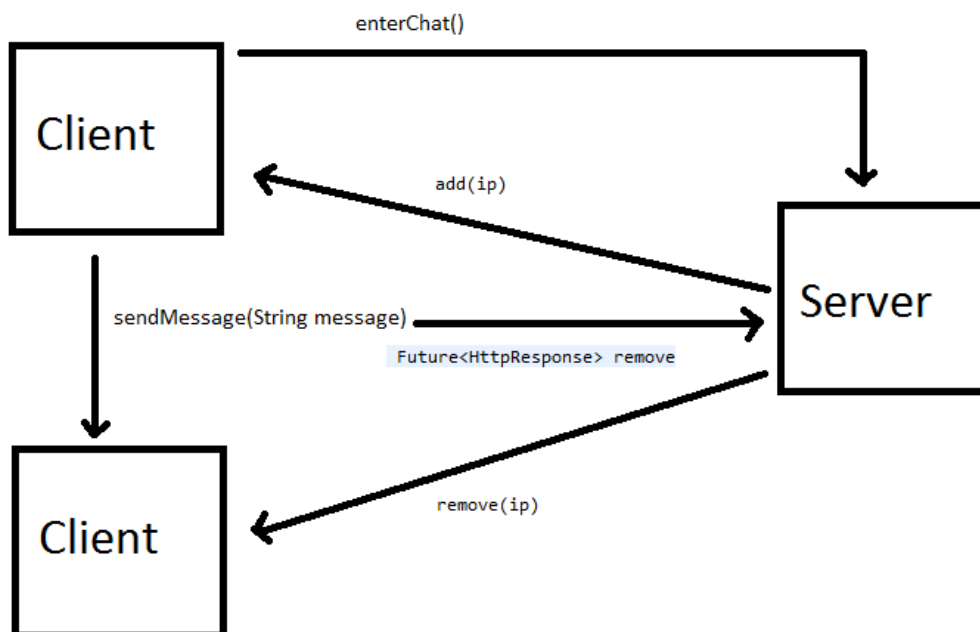 enterChat()
Client
add(ip)
Server
sendMessage(String message)
Future<HttpResponse> remove
remove(ip)
Client